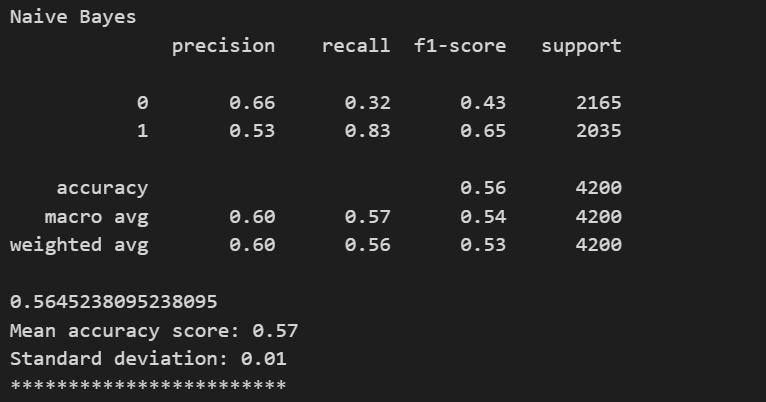 Naive Bayes
precision recall f1-score support
0 0.66 0.32 0.43 2165
1 0.53 0.83 0.65 2035
accuracy 0.56 4200
macro avg 0.60 0.57 0.54 4200
weighted avg 0.60 0.56 0.53 4200
0.5645238095238095
Mean accuracy score: 0.57
Standard deviation: 0.01
************************